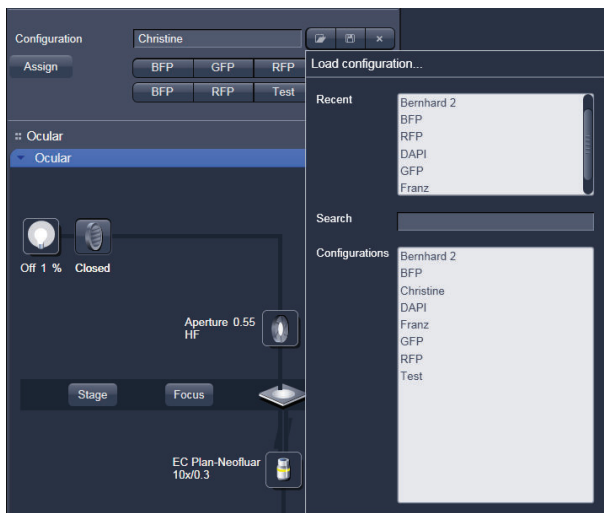 Configuration
Christine
Assign
BFP GFP RFP
BFP RFP Test
:: Ocular
Ocular
Off 1 % Closed
Aperture 0.55
HF
Stage Focus
EC Plan-Neofluar
10x/0.3
Load configuration...
Recent
Bernhard 2
BFP
RFP
DAPI
GFP
Franz
Search
Configurations
Bernhard 2
BFP
Christine
DAPI
Franz
GFP
RFP
Test